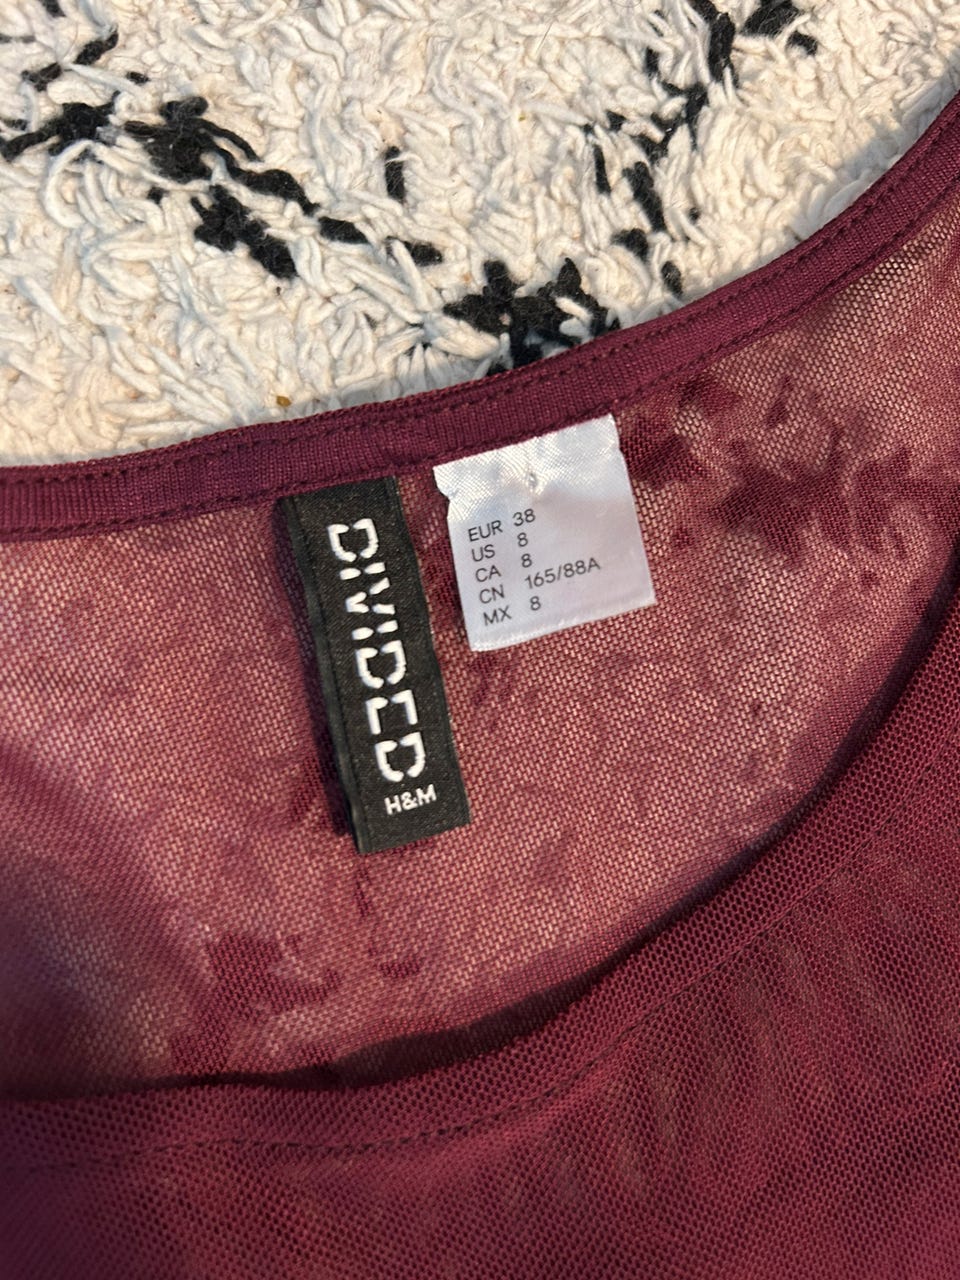 DIVIDED
H&M
EUR 38
US 8
CA 8
CN 165/88A
MX 8